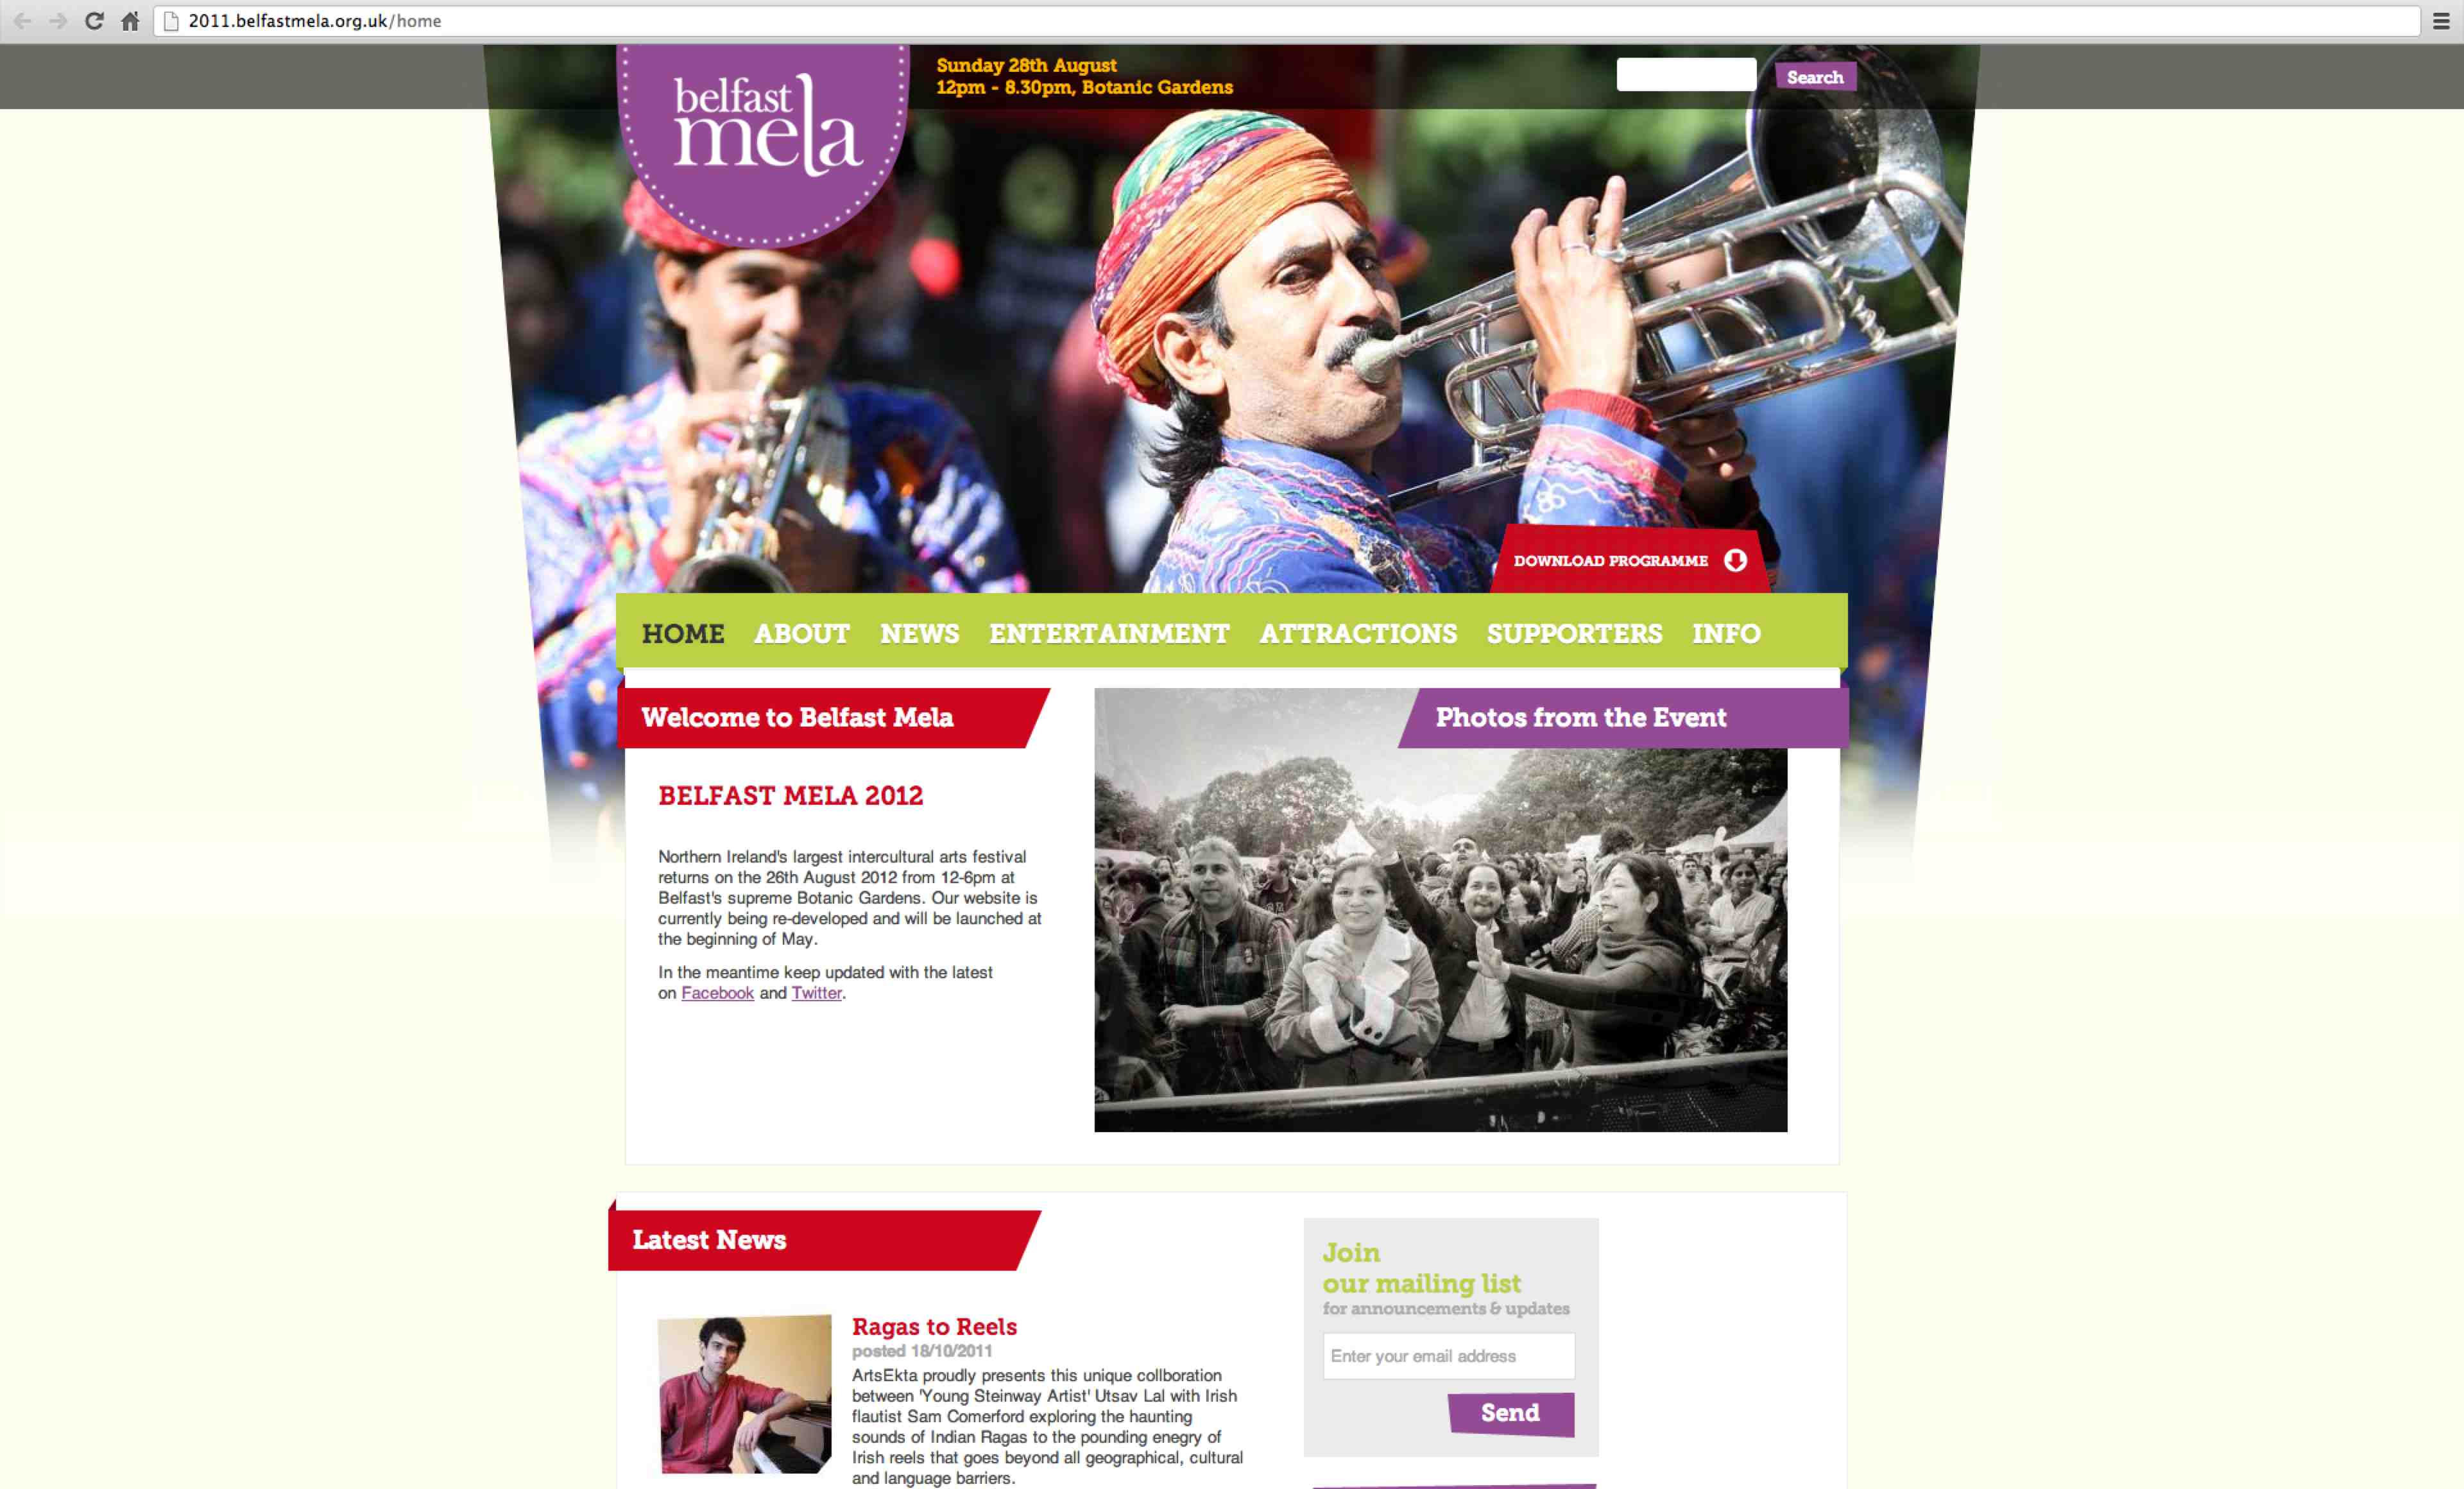 2011.belfastmela.org.uk/home
belfast
mela
Sunday 28th August
12pm - 8.30pm, Botanic Gardens
Search
DOWNLOAD PROGRAMME
HOME ABOUT NEWS ENTERTAINMENT ATTRACTIONS SUPPORTERS INFO
Welcome to Belfast Mela
Photos from the Event
BELFAST MELA 2012
Northern Ireland's largest intercultural arts festival
returns on the 26th August 2012 from 12-6pm at
Belfast's supreme Botanic Gardens. Our website is
currently being re-developed and will be launched at
the beginning of May.
In the meantime keep updated with the latest
on Facebook and Twitter.
Latest News
Ragas to Reels
posted 18/10/2011
ArtsEkta proudly presents this unique collboration
between 'Young Steinway Artist' Utsav Lal with Irish
flautist Sam Comerford exploring the haunting
sounds of Indian Ragas to the pounding enegry of
Irish reels that goes beyond all geographical, cultural
and language barriers.
Join
our mailing list
for announcements & updates
Enter your email address
Send